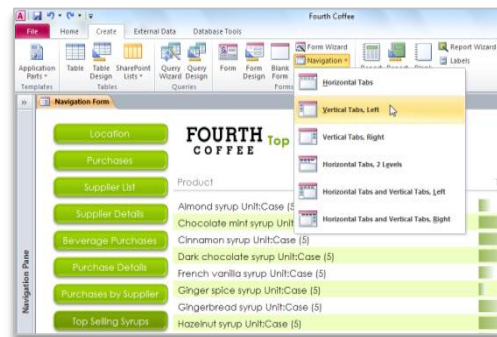 Fourth Coffee
File Home Create External Data Database Tools
Application Parts Table Table Design SharePoint Lists Query Wizard Query Design Form Form Design Blank Form Form Wizard Navigation Report Wizard Labels
Templates Tables Queries Forms
Navigation Form
Horizontal Tabs
Vertical Tabs, Left
Vertical Tabs, Right
Horizontal Tabs, 2 Levels
Horizontal Tabs and Vertical Tabs, Left
Horizontal Tabs and Vertical Tabs, Right
Navigation Pane
Location
Purchases
Supplier List
Supplier Details
Beverage Purchases
Purchase Details
Purchases by Supplier
Top Selling Syrups
FOURTH COFFEE Top
Product
Almond syrup Unit:Case (5)
Chocolate mint syrup Unit
Cinnamon syrup Unit:Case (5)
Dark chocolate syrup Unit:Case (5)
French vanilla syrup Unit:Case (5)
Ginger spice syrup Unit:Case (5)
Gingerbread syrup Unit:Case (5)
Hazelnut syrup Unit:Case (5)